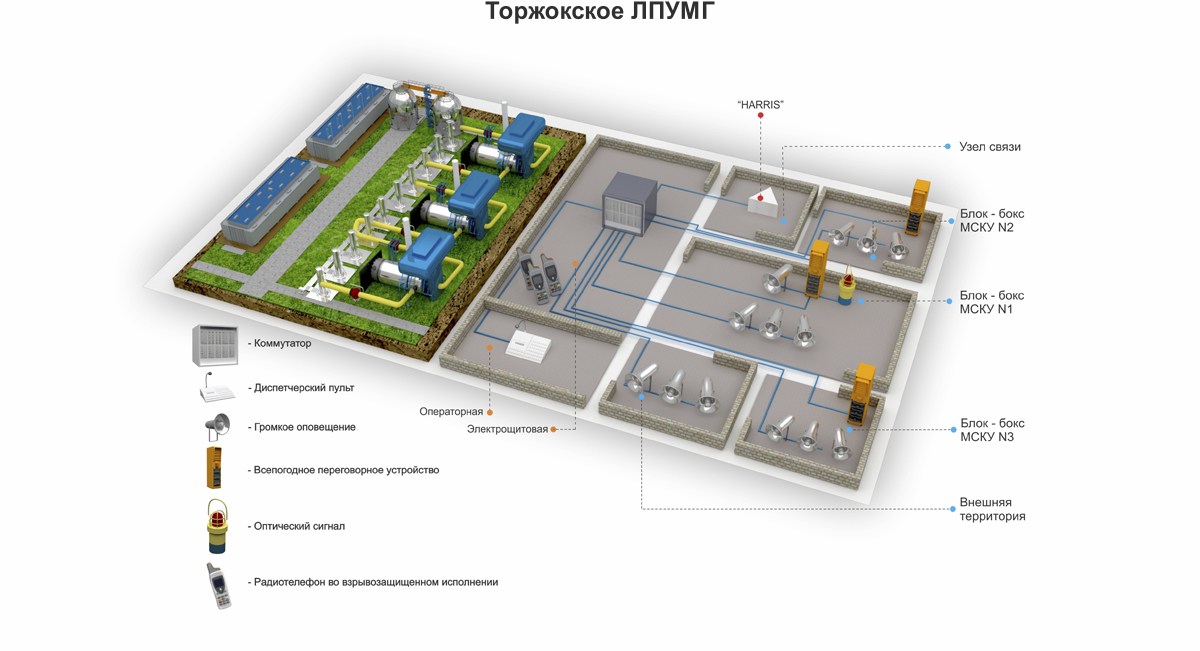 Торжокское ЛПУМГ
“HARRIS”
Узел связи
Блок - бокс
МСКУ N2
Блок - бокс
МСКУ N1
Блок - бокс
МСКУ N3
Внешняя
территория
Операторная
Электрощитовая
- Коммутатор
- Диспетчерский пульт
- Громкое оповещение
- Всепогодное переговорное устройство
- Оптический сигнал
- Радиотелефон во взрывозащищенном исполнении